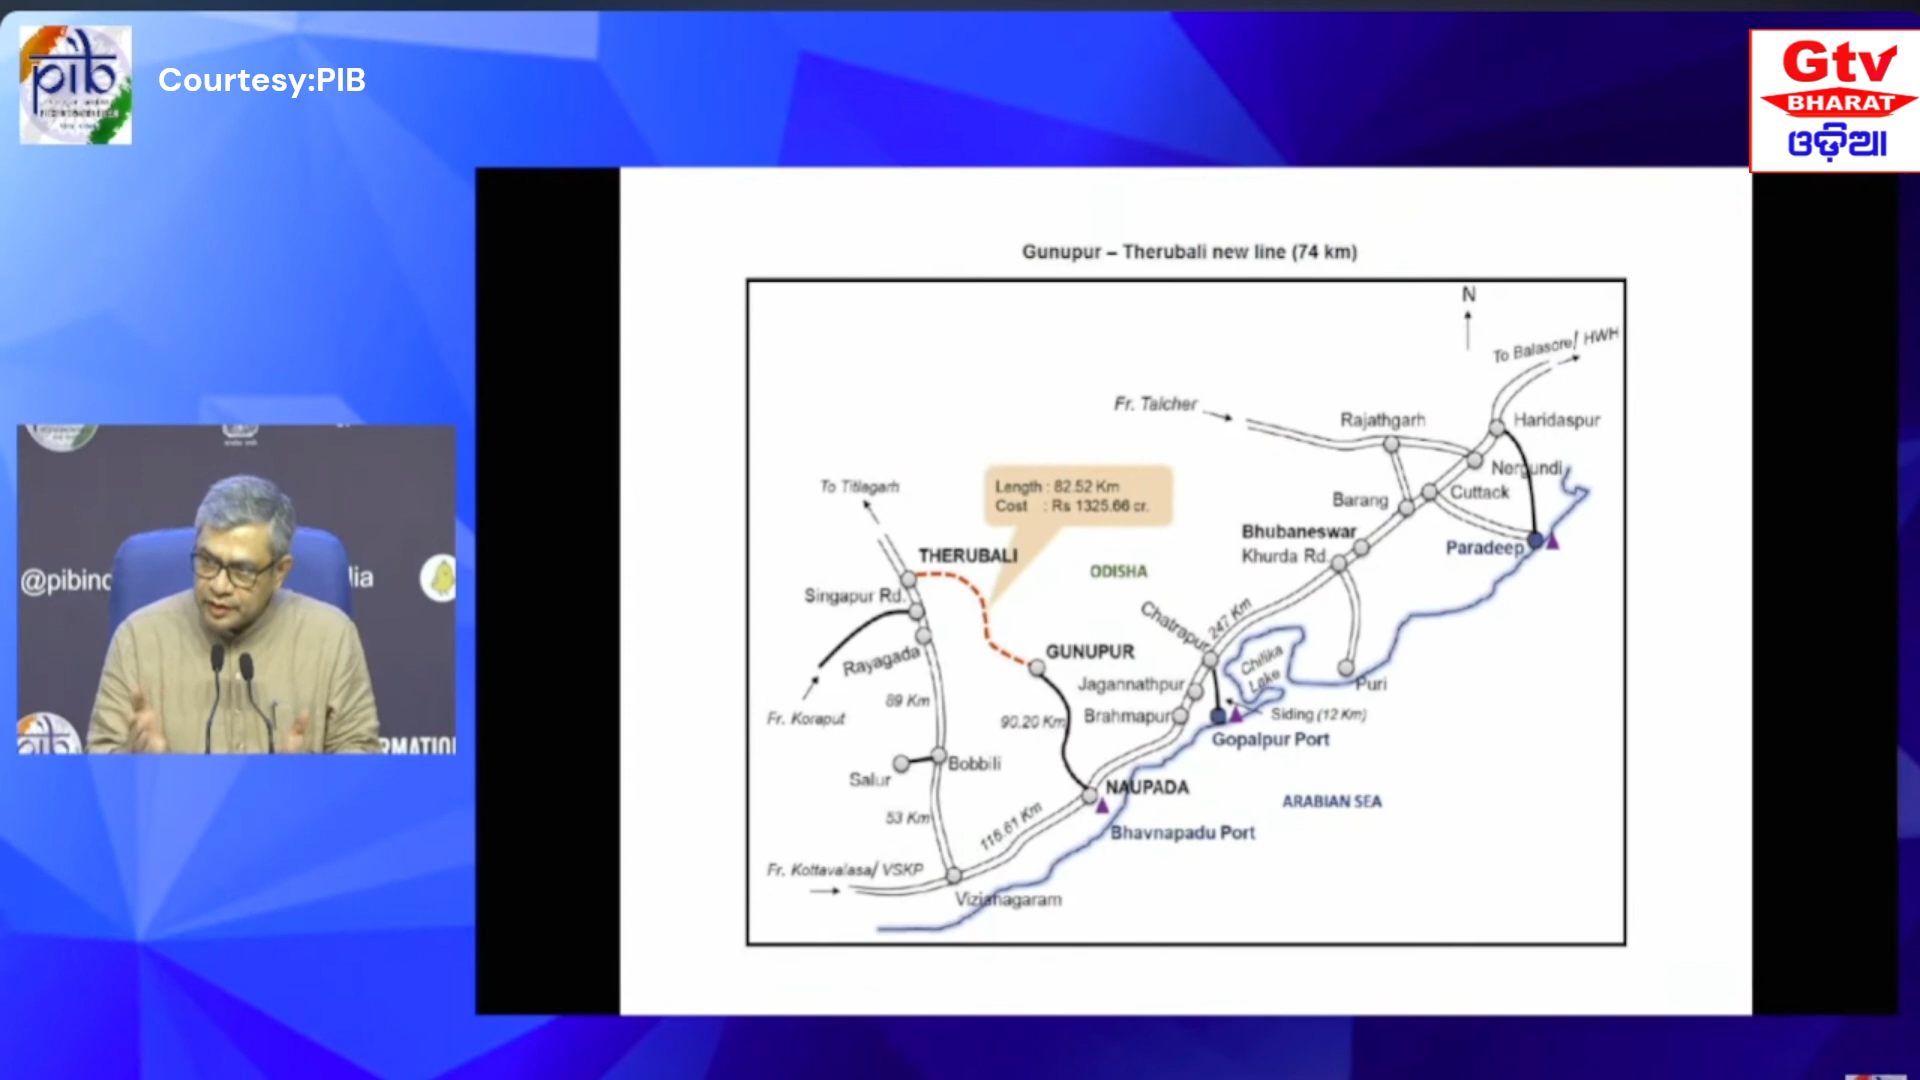 pib
Courtesy:PIB
Gtv
BHARAT
ଓଡ଼ିଆ
Gunupur – Therubali new line (74 km)
N
To Balasore/ HWH
Fr. Talcher
Rajathgarh
Haridaspur
Nergundi
To Titlagarh
Length : 82.52 Km
Cost : Rs 1325.66 cr.
Barang
Cuttack
Bhubaneswar
Paradeep
THERUBALI
Khurda Rd.
ODISHA
@pibinc
lia
Singapur Rd.
Chatrapur
247 Km
Rayagada
GUNUPUR
Chilika
Lake
Jagannathpur
Puri
89 Km
Fr. Koraput
90.20 Km
Brahmapur
Siding (12 Km)
Gopalpur Port
RMATION
Bobbili
Salur
NAUPADA
ARABIAN SEA
53 Km
116.61 Km
Bhavnapadu Port
Fr. Kottavalasa/ VSKP
Vizianagaram